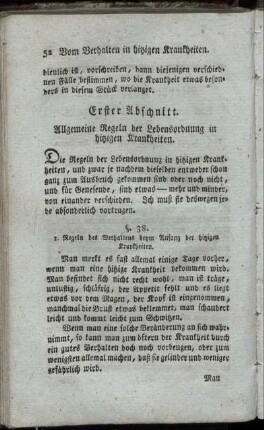 52 Vom Verhalten in hitzigen Krankheiten.
dienlich ist, vorschreiben, dann diejenigen verschied-
nen Fälle bestimmen, wo die Krankheit etwas beson-
ders in diesem Stück verlanget.
Erster Abschnitt.
Allgemeine Regeln der Lebensordnung in
hitzigen Krankheiten.
Die Regeln der Lebensordnung in hitzigen Krank-
heiten, und zwar je nachdem dieselben entweder schon
ganz zum Ausbruch gekommen sind oder noch nicht,
und für Genesende, sind etwas mehr und minder,
von einander verschieden. Ich muß sie deswegen je-
de absonderlich vortragen.
§. 38.
1. Regeln des Verhaltens beym Anfang der hitzigen
Krankheiten.
Man merkt es fast allemal einige Tage vorher,
wenn man eine hitzige Krankheit bekommen wird.
Man befindet sich nicht recht wohl, man ist träge,
unlustig, schläfrig, der Appetit fehlt und es liegt
etwas vor dem Magen, der Kopf ist eingenommen,
manchmal die Brust etwas beklemmet, man schaudert
leicht und kommt leicht zum Schwitzen.
Wenn man eine solche Veränderung an sich wahr-
nimmt, so kann man zum öftern der Krankheit durch
ein gutes Verhalten noch vorbeugen, oder zum
wenigsten allemal machen, daß sie gelinder und weniger
gefährlich wird.
Man